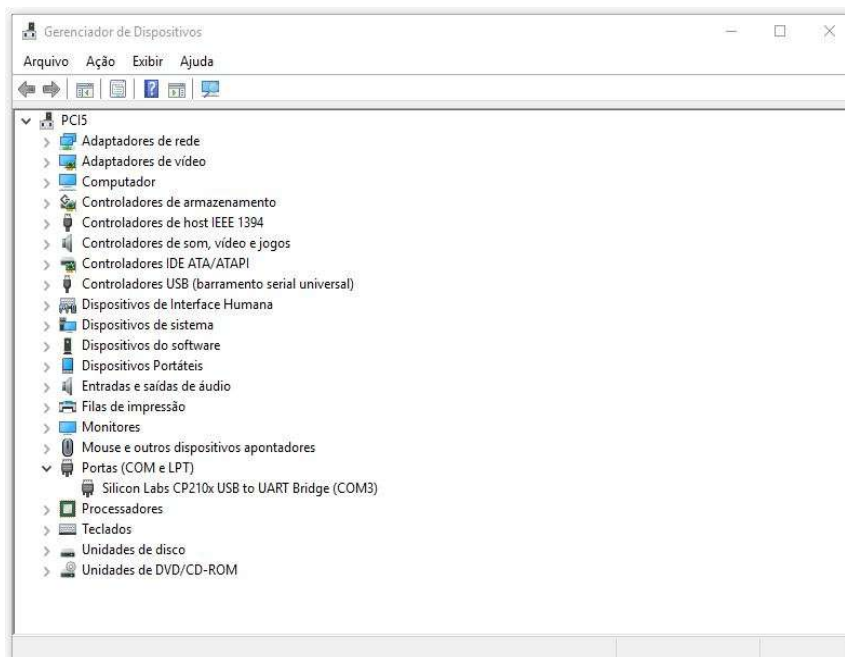 Gerenciador de Dispositivos
Arquivo Ação Exibir Ajuda
PCI5
Adaptadores de rede
Adaptadores de vídeo
Computador
Controladores de armazenamento
Controladores de host IEEE 1394
Controladores de som, vídeo e jogos
Controladores IDE ATA/ATAPI
Controladores USB (barramento serial universal)
Dispositivos de Interface Humana
Dispositivos de sistema
Dispositivos do software
Dispositivos Portáteis
Entradas e saídas de áudio
Filas de impressão
Monitores
Mouse e outros dispositivos apontadores
Portas (COM e LPT)
Silicon Labs CP210x USB to UART Bridge (COM3)
Processadores
Teclados
Unidades de disco
Unidades de DVD/CD-ROM